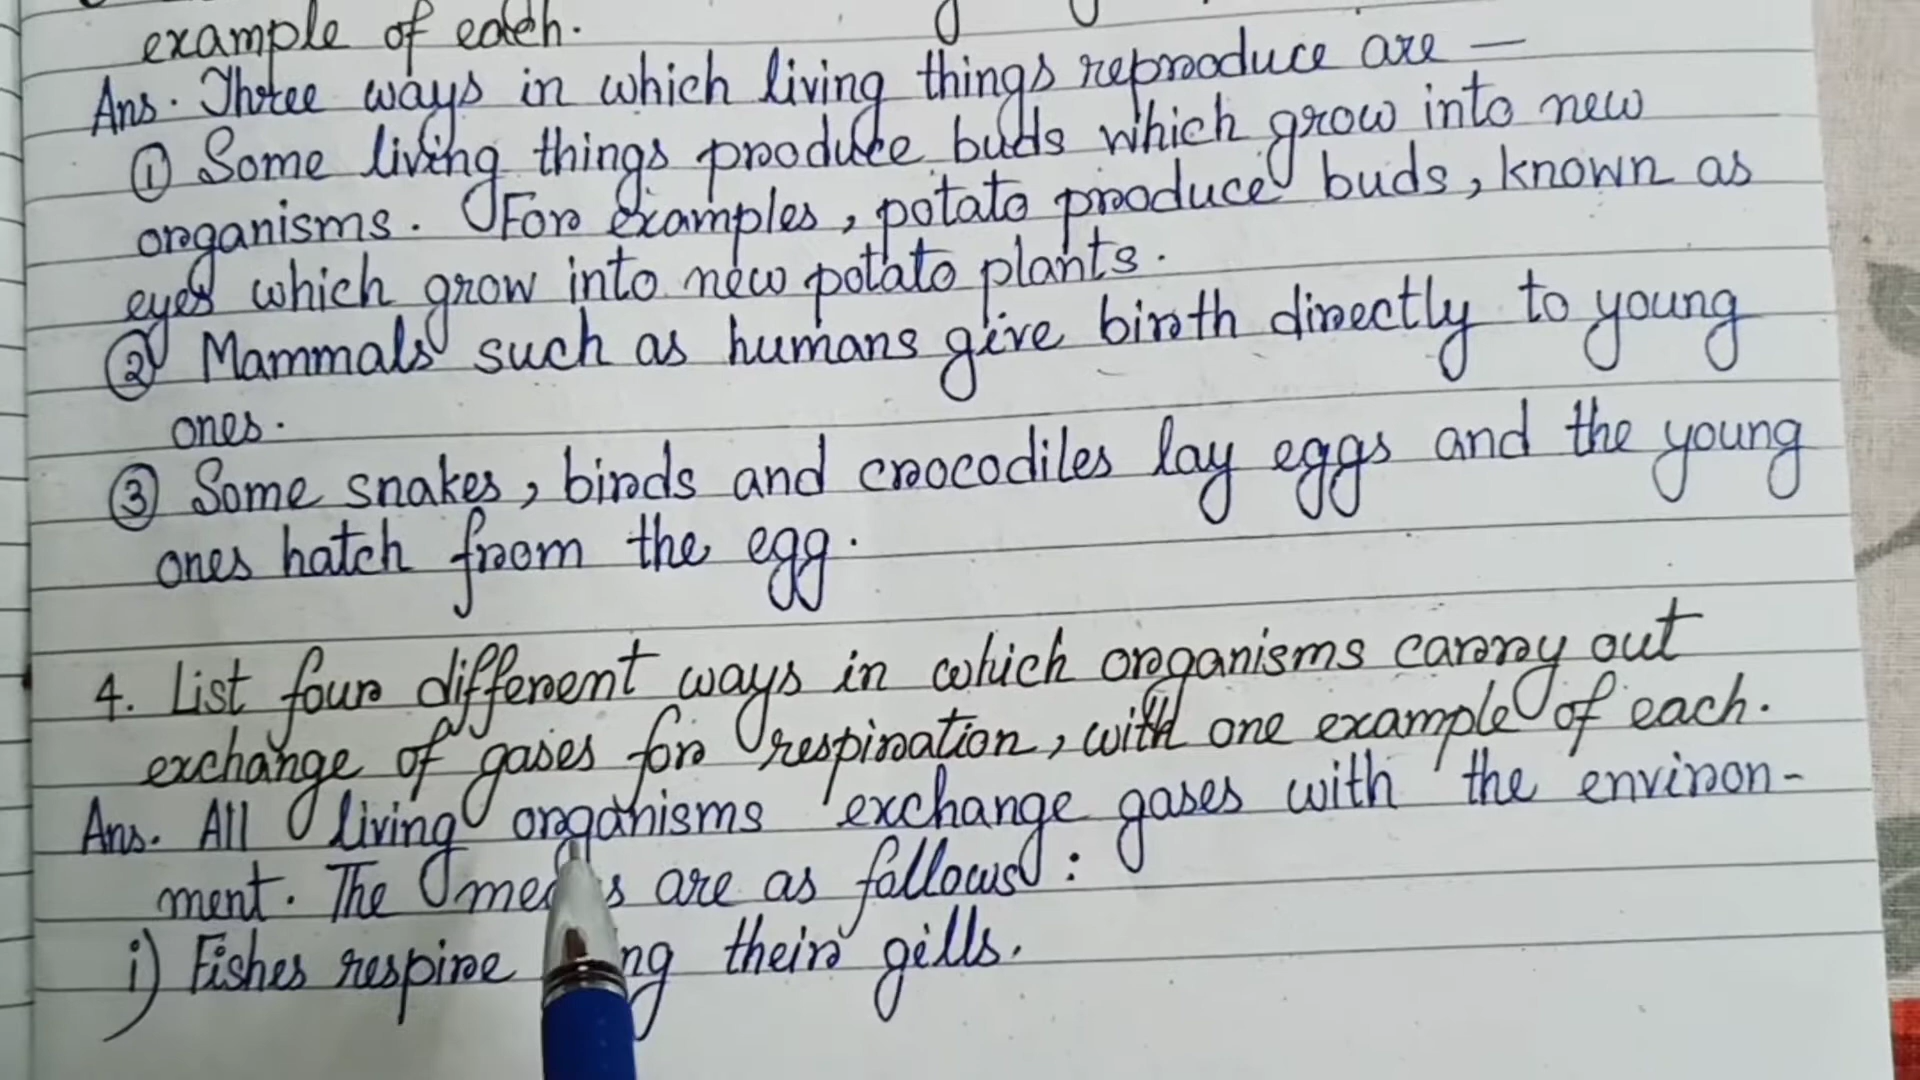 example of each.
Ans. Three ways in which living things reproduce are —
① Some living things produce buds which grow into new
organisms. For examples, potato produce buds, known as
eyes which grow into new potato plants.
② Mammals such as humans give birth directly to young
ones.
③ Some snakes, birds and crocodiles lay eggs and the young
ones hatch from the egg.
4. List four different ways in which organisms carry out
exchange of gases for respiration, with one example of each.
Ans. All living organisms exchange gases with the environ-
ment. The are as follows :
i) Fishes respire their gills.